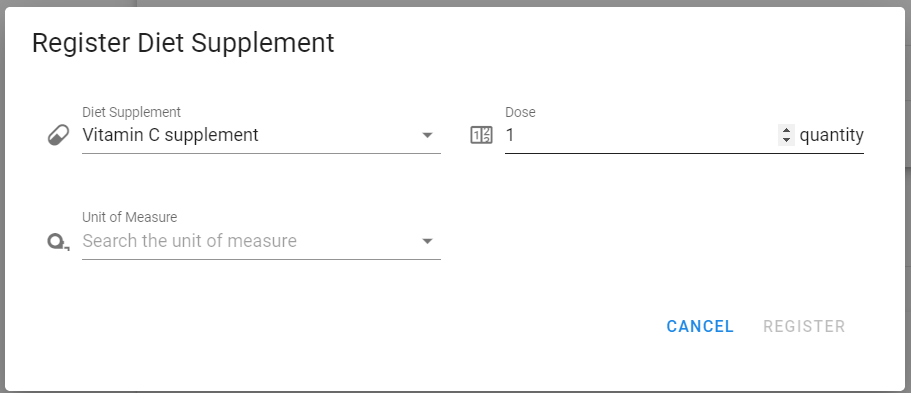 Register Diet Supplement
Diet Supplement
Vitamin C supplement
Dose
1 quantity
Unit of Measure
Search the unit of measure
CANCEL REGISTER